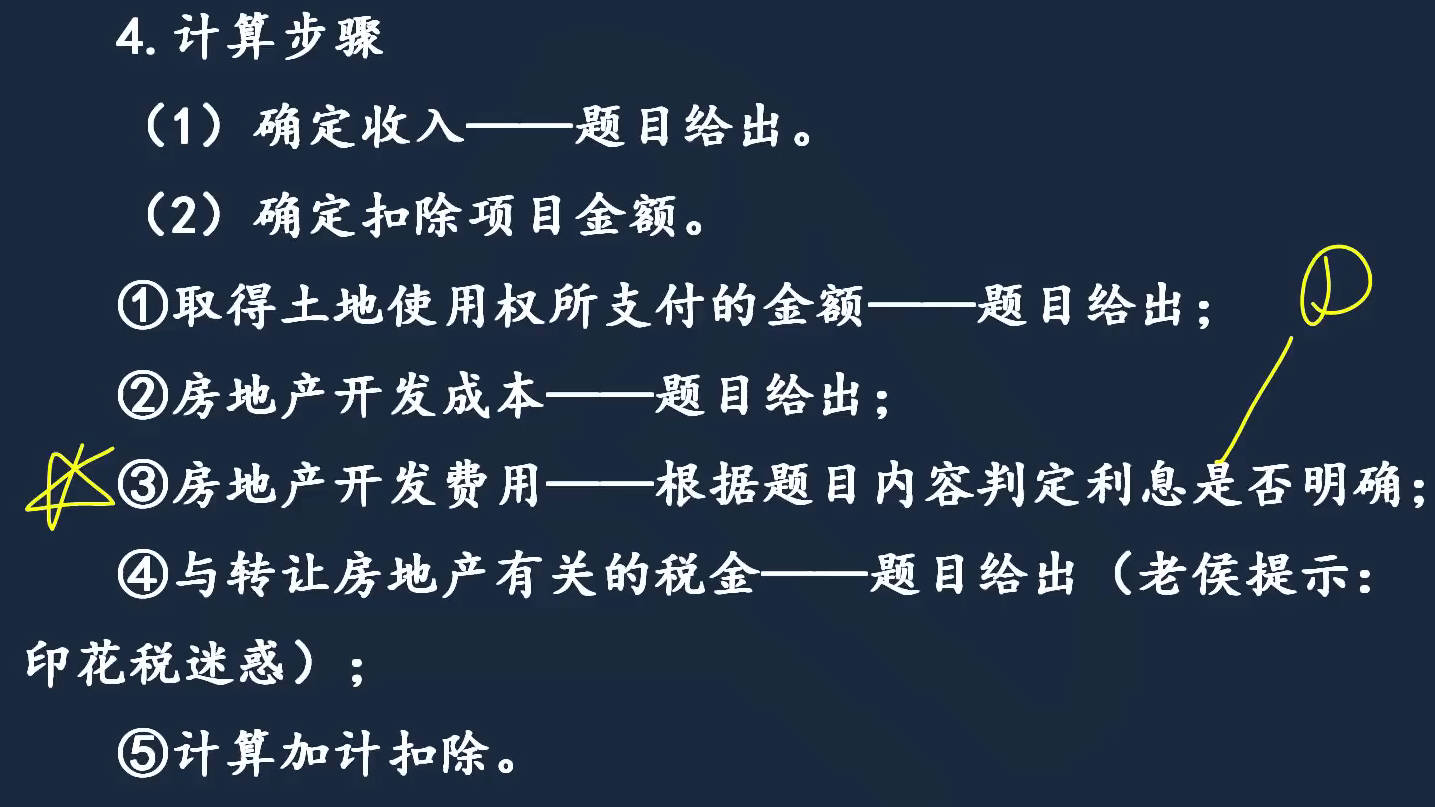 4.计算步骤
（1）确定收入——题目给出。
（2）确定扣除项目金额。
①取得土地使用权所支付的金额——题目给出；
②房地产开发成本——题目给出；
③房地产开发费用——根据题目内容判定利息是否明确；
④与转让房地产有关的税金——题目给出（老侯提示：
印花税迷惑）；
⑤计算加计扣除。